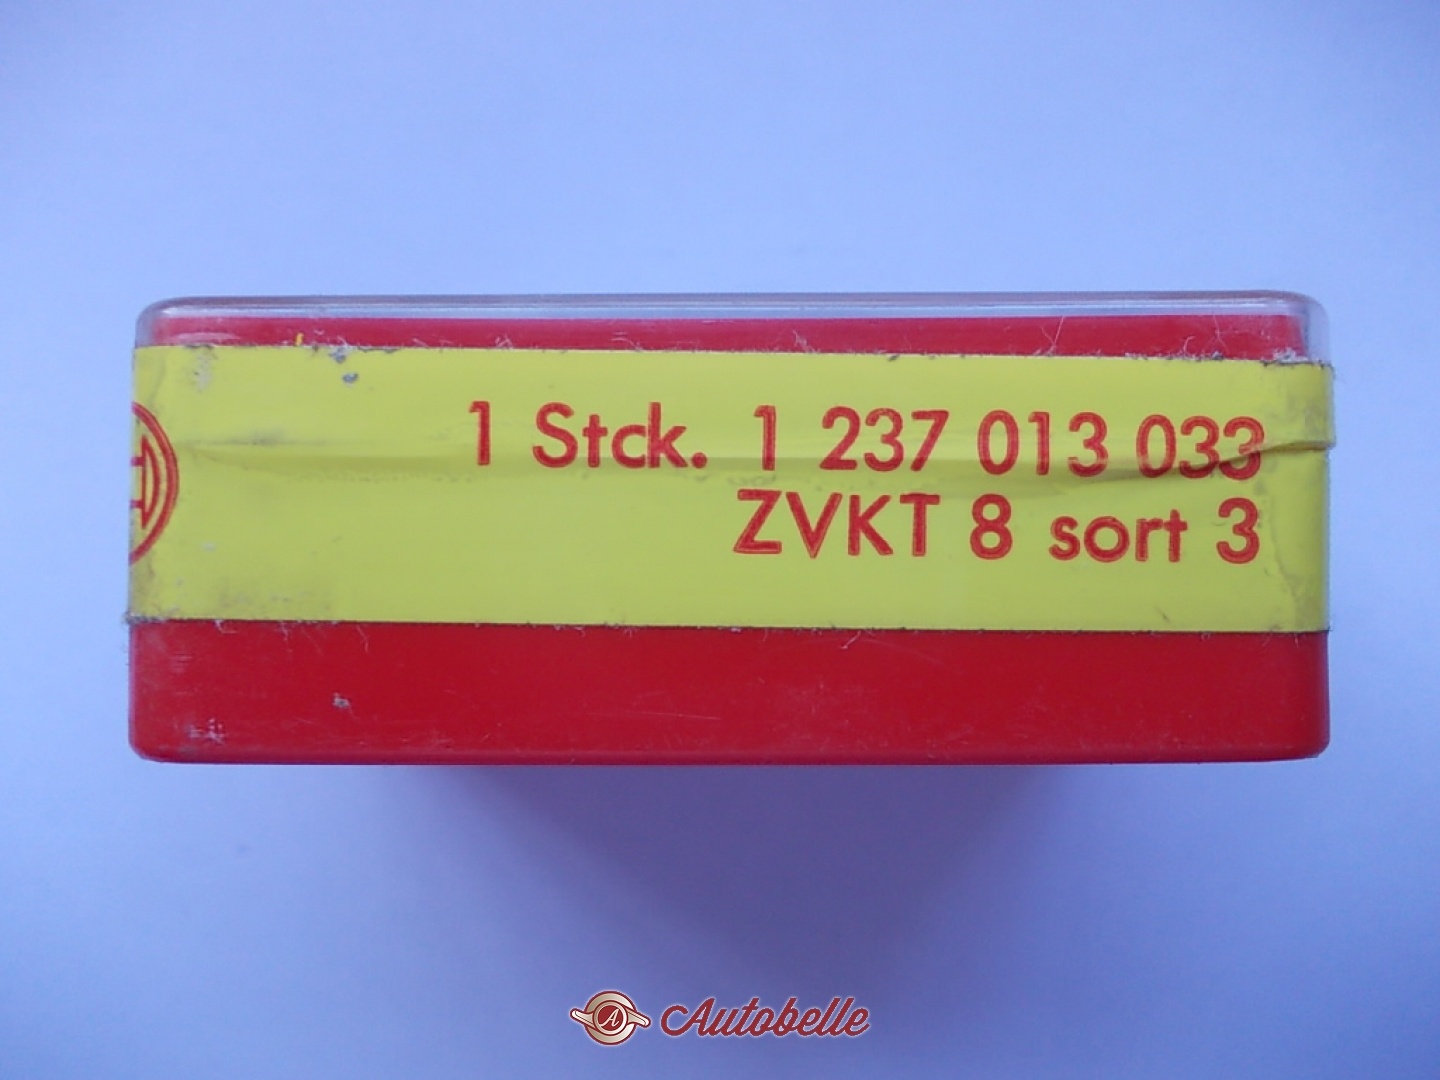 1 Stck. 1 237 013 033
ZVKT 8 sort 3
A Autobelle